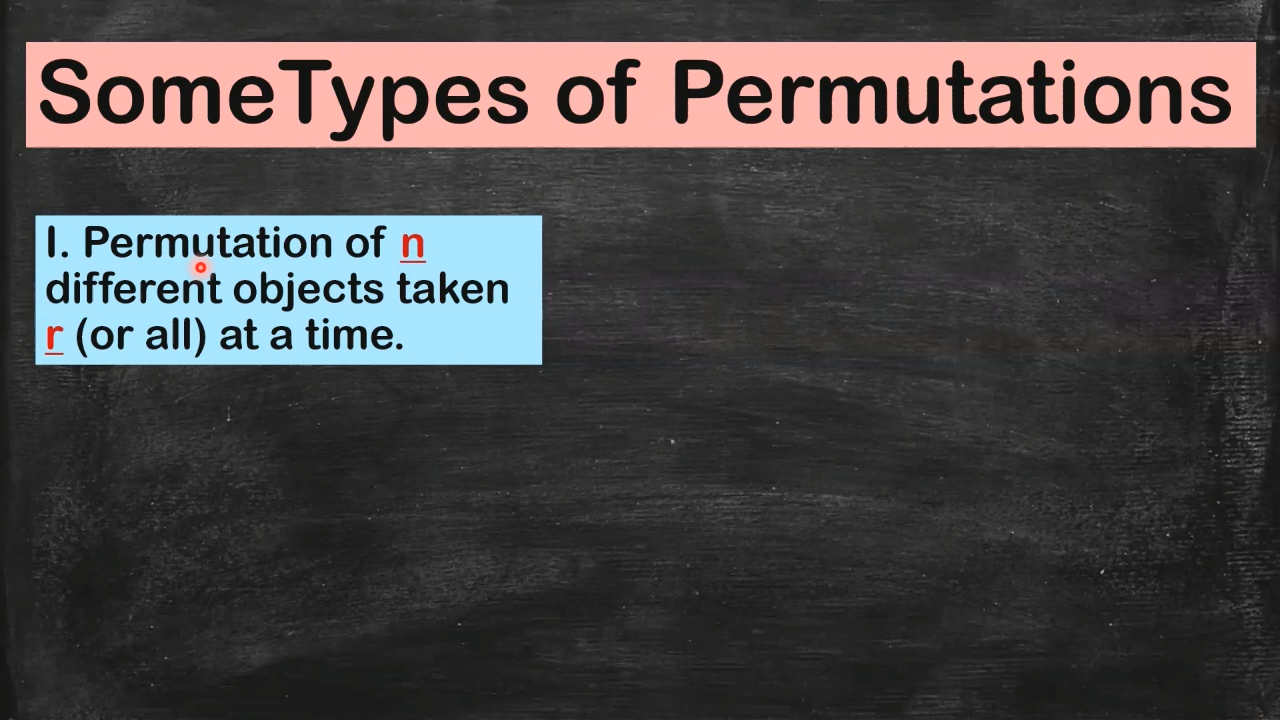 SomeTypes of Permutations
I. Permutation of n
different objects taken
r (or all) at a time.